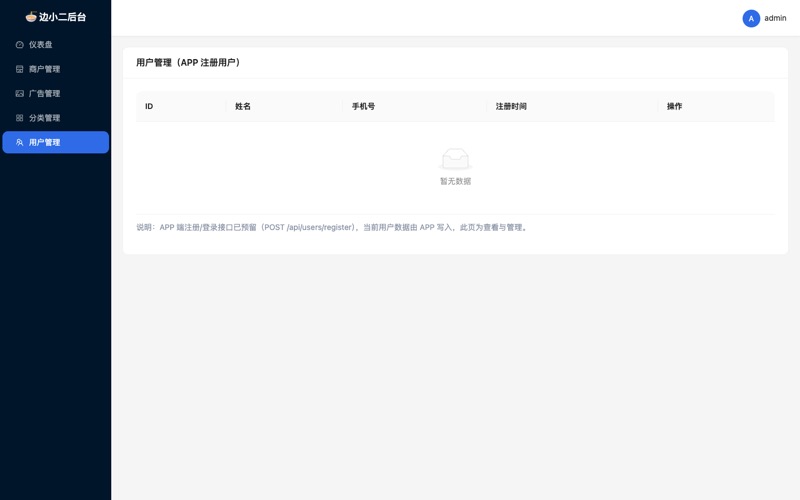 边小二后台
A admin
仪表盘
商户管理
广告管理
分类管理
用户管理
用户管理（APP 注册用户）
ID 姓名 手机号 注册时间 操作
暂无数据
说明：APP 端注册/登录接口已预留（POST /api/users/register），当前用户数据由 APP 写入，此页为查看与管理。